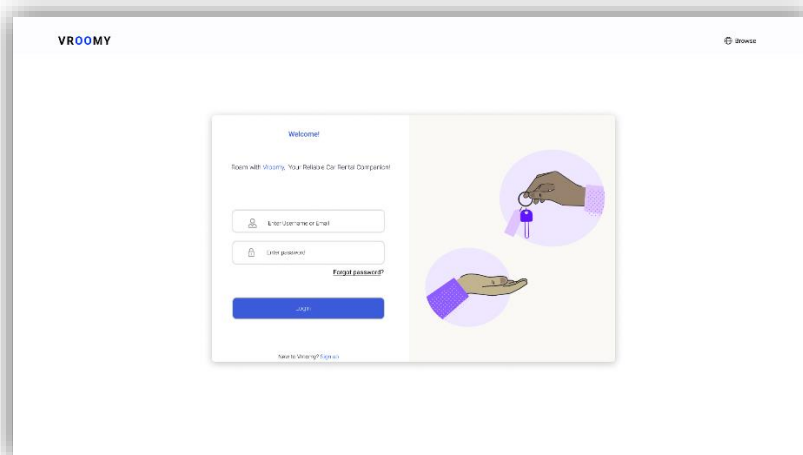 VROOMY
Browse
Welcome!
Roam with Vroomy, Your Reliable Car Rental Companion!
Enter Username or Email
Enter password
Forgot password?
Login
New to Vroomy? Sign up